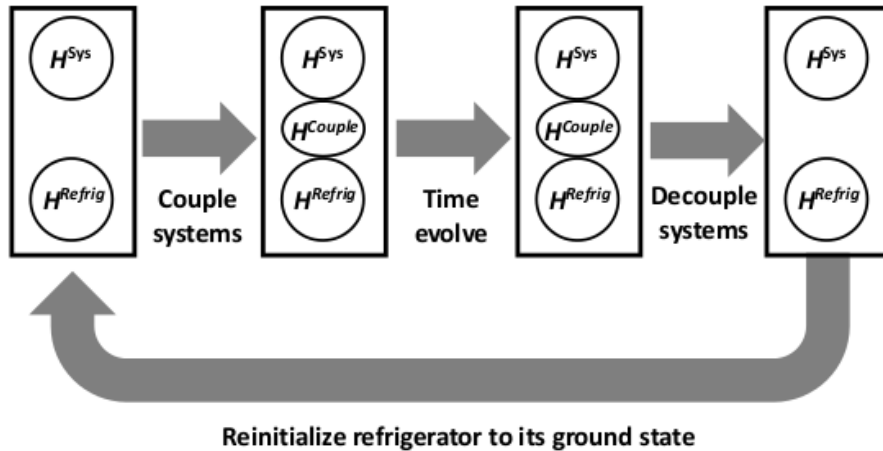 H^Sys
H^Refrig
Couple
systems
H^Sys
H^Couple
H^Refrig
Time
evolve
H^Sys
H^Couple
H^Refrig
Decouple
systems
H^Sys
H^Refrig
Reinitialize refrigerator to its ground state